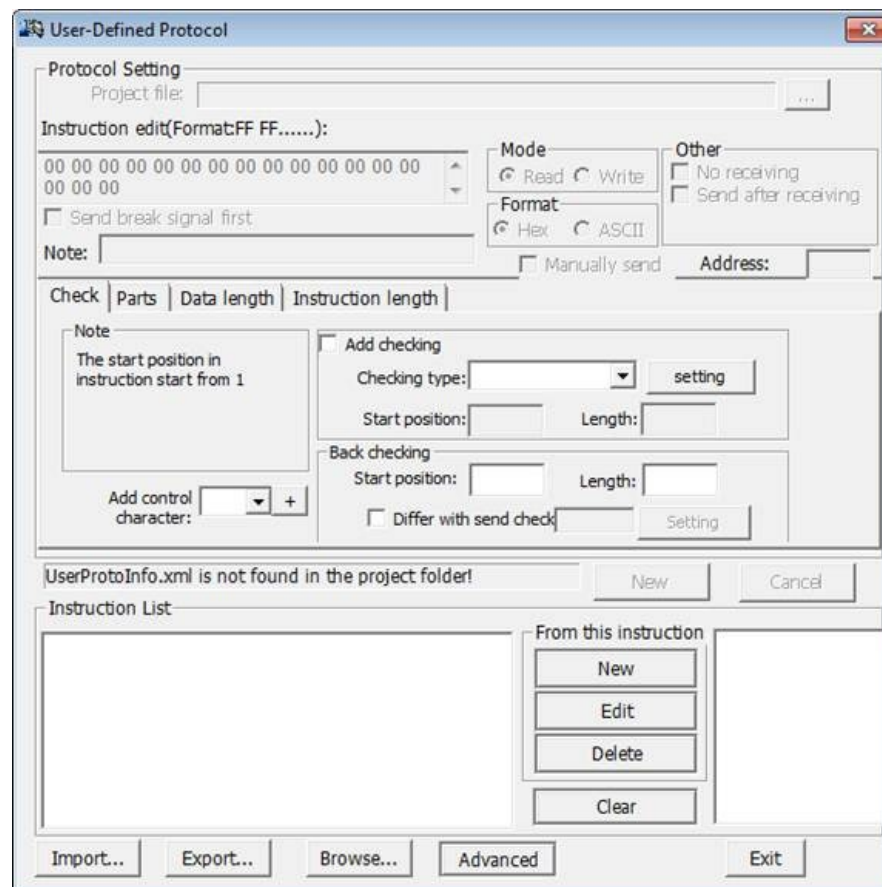 User-Defined Protocol
Protocol Setting
Project file:
...
Instruction edit(Format:FF FF......):
00 00 00 00 00 00 00 00 00 00 00 00 00 00
00 00 00
Mode
Read Write
Other
No receiving
Send after receiving
Send break signal first
Format
Hex ASCII
Note:
Manually send
Address:
Check Parts Data length Instruction length
Note
The start position in
instruction start from 1
Add checking
Checking type:
setting
Start position: Length:
Back checking
Start position: Length:
Add control
character:
+
Differ with send check
Setting
UserProtoInfo.xml is not found in the project folder!
New
Cancel
Instruction List
From this instruction
New
Edit
Delete
Clear
Import... Export... Browse... Advanced Exit